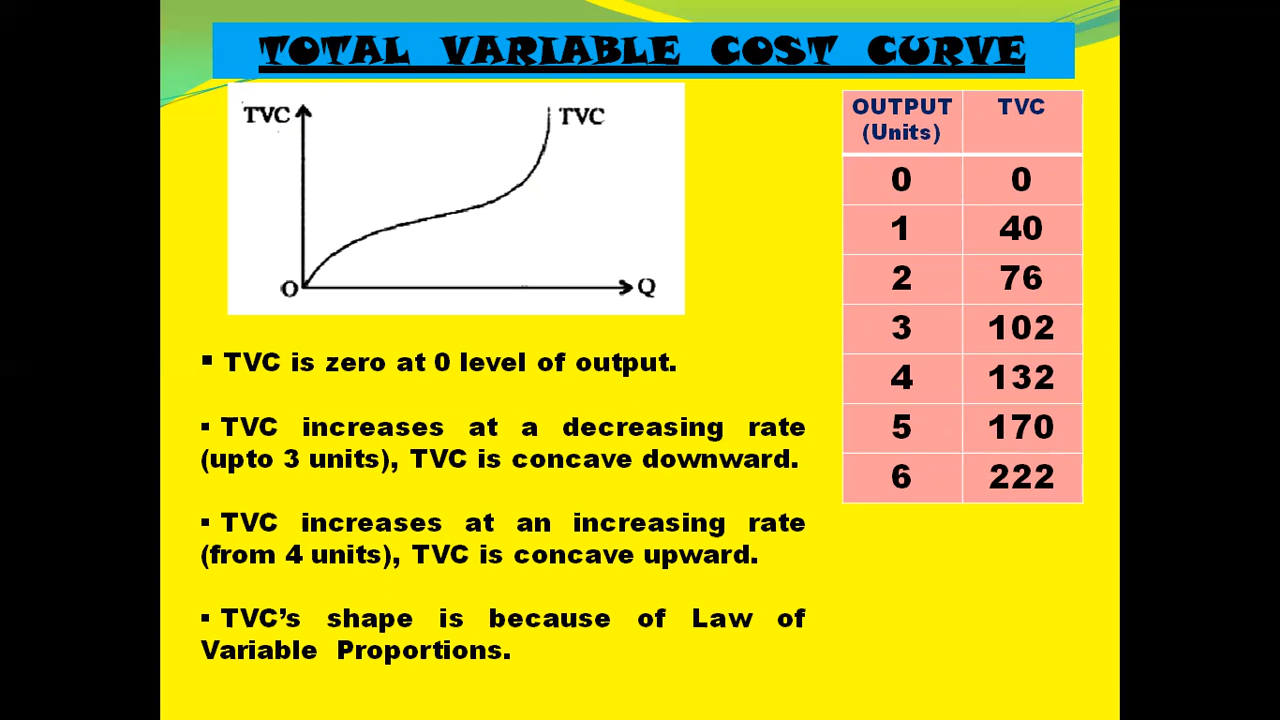 TOTAL VARIABLE COST CURVE
TVC
TVC
O
Q
▪ TVC is zero at 0 level of output.
▪ TVC increases at a decreasing rate
(upto 3 units), TVC is concave downward.
▪ TVC increases at an increasing rate
(from 4 units), TVC is concave upward.
▪ TVC’s shape is because of Law of
Variable Proportions.
OUTPUT TVC
(Units)
0 0
1 40
2 76
3 102
4 132
5 170
6 222